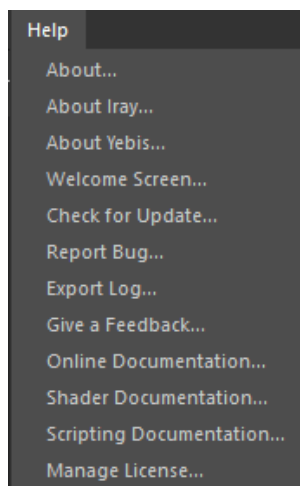 Help
About...
About Iray...
About Yebis...
Welcome Screen...
Check for Update...
Report Bug...
Export Log...
Give a Feedback...
Online Documentation...
Shader Documentation...
Scripting Documentation...
Manage License...